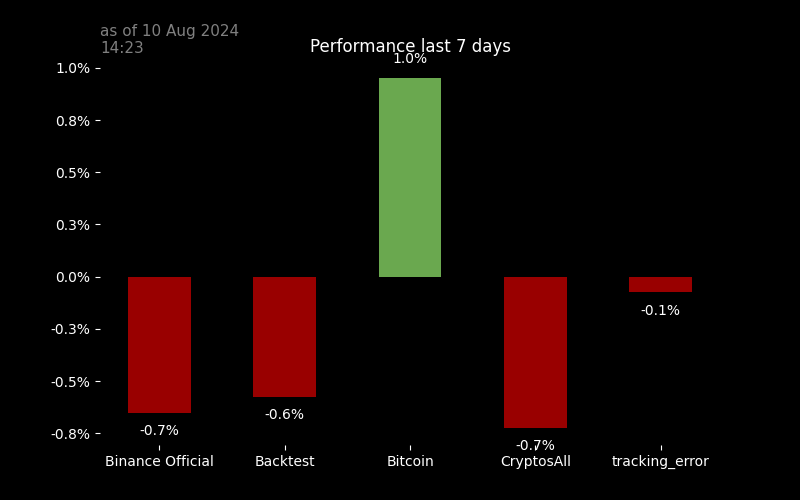 as of 10 Aug 2024
14:23
Performance last 7 days
1.0%
1.0%
0.8%
0.5%
0.3%
0.0%
-0.1%
-0.3%
-0.5%
-0.6%
-0.8%
-0.7%
-0.7%
Binance Official
Backtest
Bitcoin
CryptosAll
tracking_error